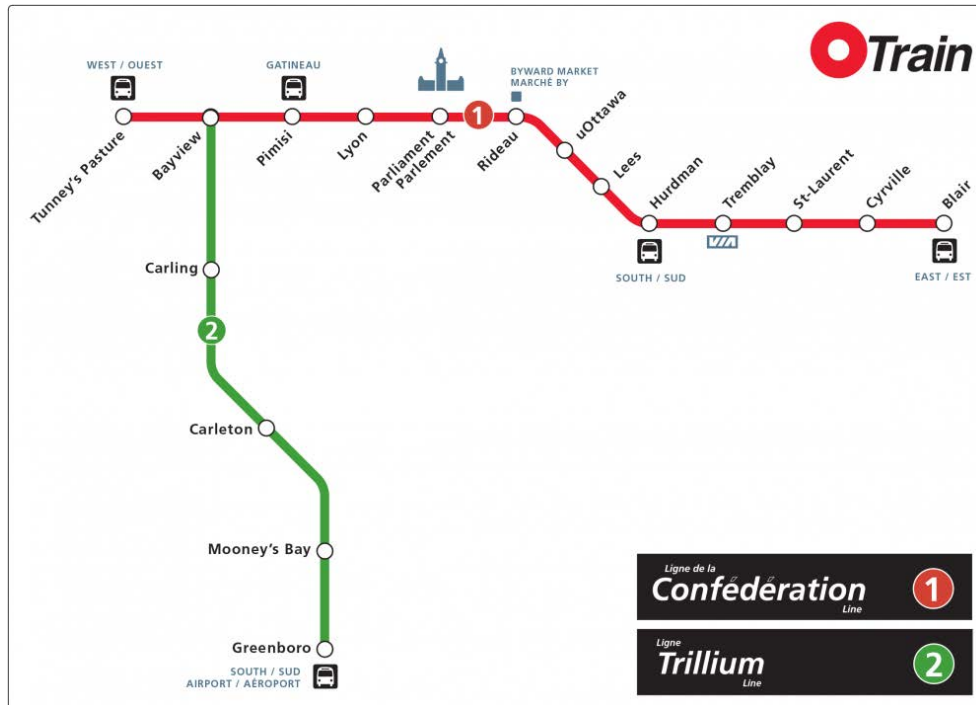 Train
WEST / OUEST
GATINEAU
BYWARD MARKET
MARCHÉ BY
1
Tunney's Pasture
Bayview
Pimisi
Lyon
Parliament
Parlement
Rideau
uOttawa
Lees
Hurdman
Tremblay
St-Laurent
Cyrville
Blair
VIA
SOUTH / SUD
EAST / EST
Carling
2
Carleton
Mooney's Bay
Greenboro
SOUTH / SUD
AIRPORT / AÉROPORT
Ligne de la
Confédération
Line
1
Ligne
Trillium
Line
2